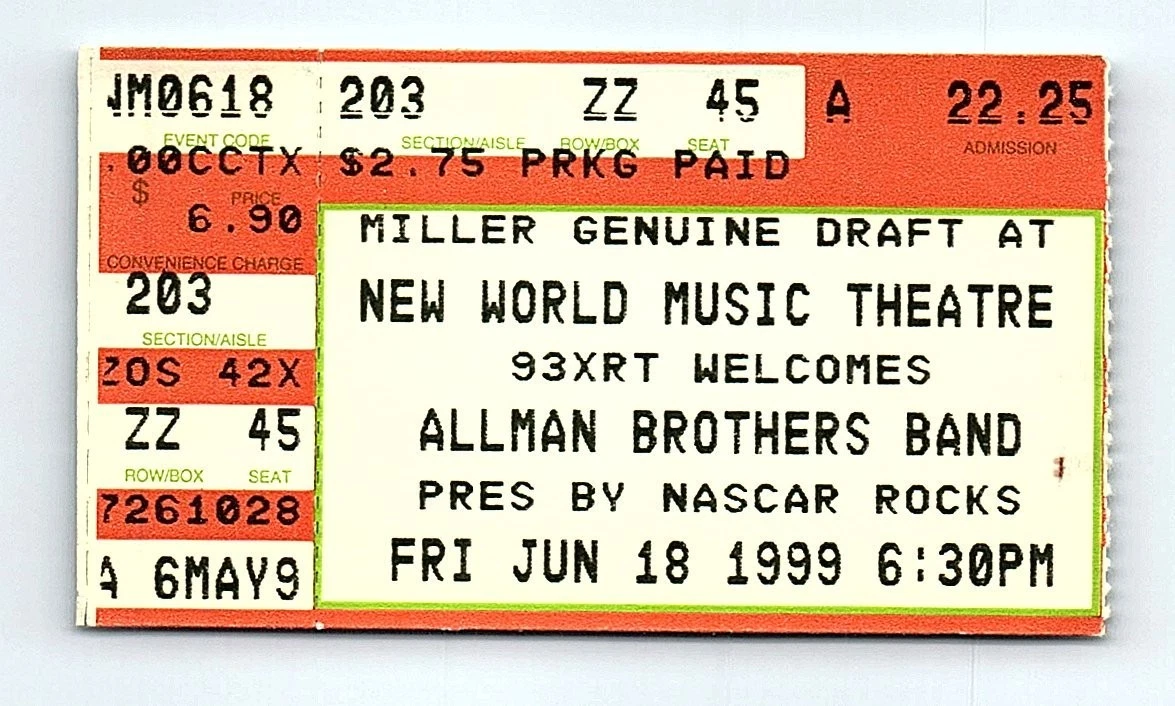 JM0618 203 ZZ 45 A 22.25
EVENT CODE SECTION/AISLE ROW/BOX SEAT ADMISSION
.00CCTX $2.75 PRKG PAID
$ PRICE
6.90
CONVENIENCE CHARGE
203
SECTION/AISLE
ZOS 42X
ZZ 45
ROW/BOX SEAT
7261028
A 6MAY9
MILLER GENUINE DRAFT AT
NEW WORLD MUSIC THEATRE
93XRT WELCOMES
ALLMAN BROTHERS BAND
PRES BY NASCAR ROCKS
FRI JUN 18 1999 6:30PM